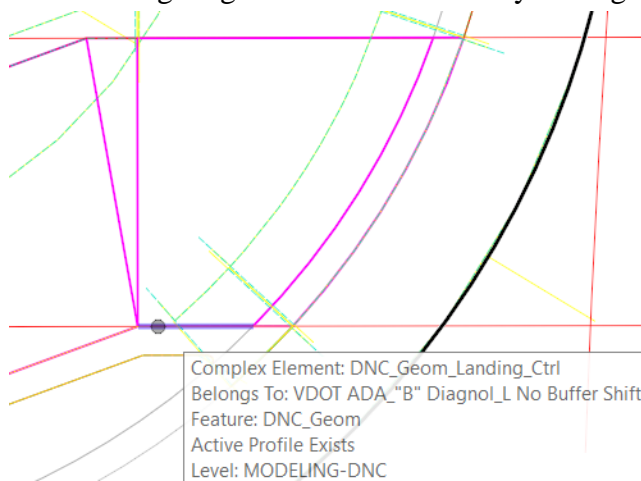 Complex Element: DNC_Geom_Landing_Ctrl
Belongs To: VDOT ADA_"B" Diagnol_L No Buffer Shift
Feature: DNC_Geom
Active Profile Exists
Level: MODELING-DNC